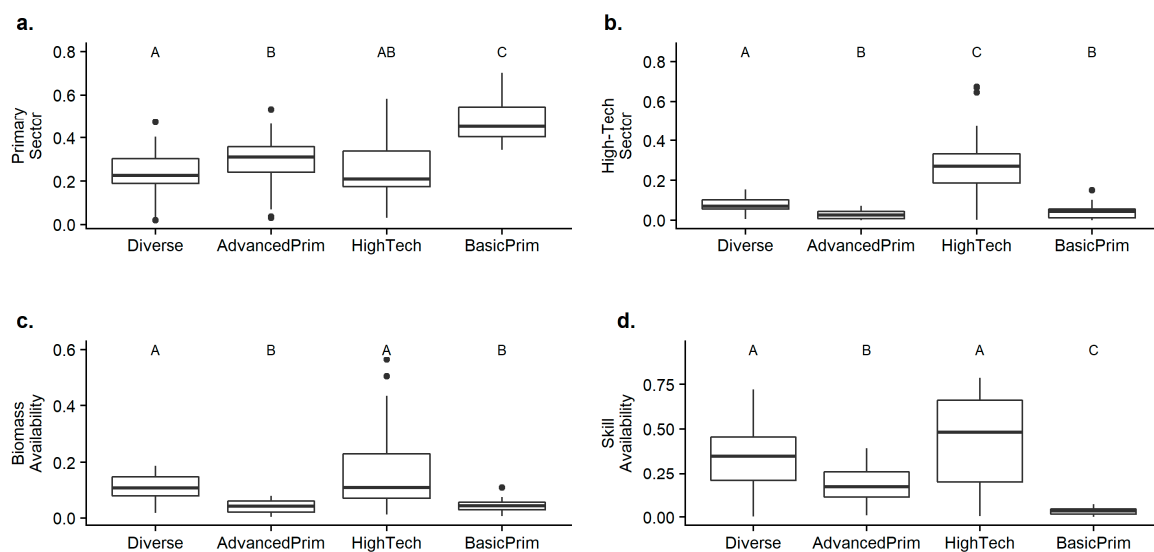 a.
A B AB C
0.8
0.6
0.4
0.2
0.0
Primary
Sector
Diverse AdvancedPrim HighTech BasicPrim
b.
A B C B
0.8
0.6
0.4
0.2
0.0
High-Tech
Sector
Diverse AdvancedPrim HighTech BasicPrim
c.
A B A B
0.6
0.4
0.2
0.0
Biomass
Availability
Diverse AdvancedPrim HighTech BasicPrim
d.
A B A C
0.75
0.50
0.25
0.00
Skill
Availability
Diverse AdvancedPrim HighTech BasicPrim